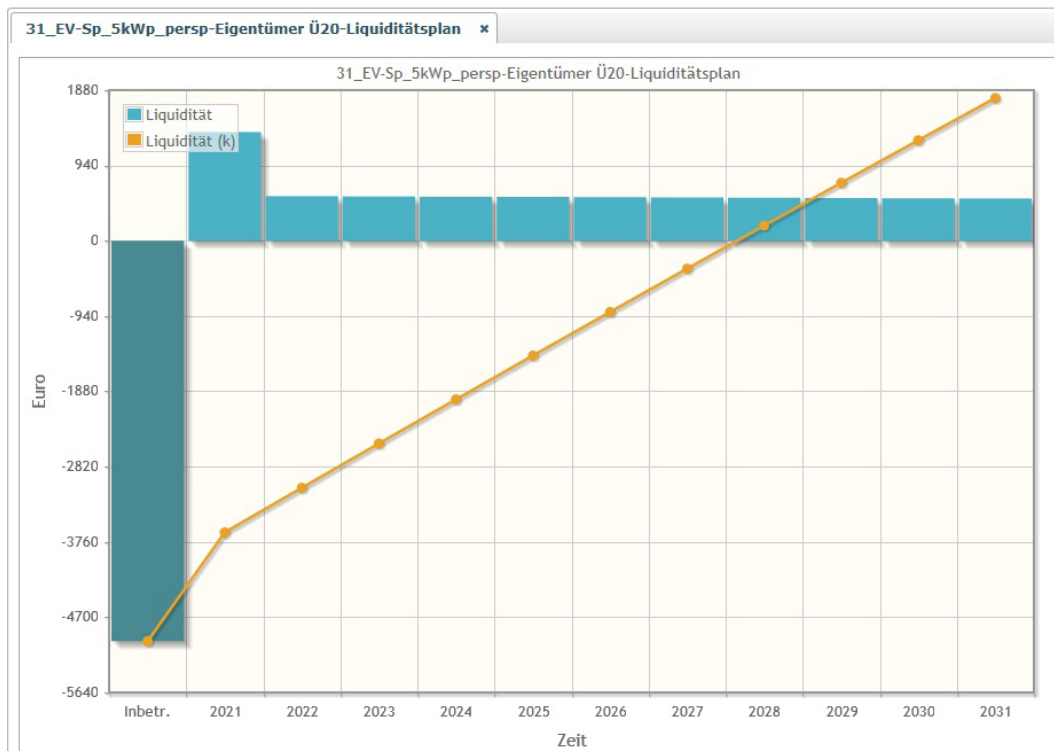 31_EV-Sp_5kWp_persp-Eigentümer Ü20-Liquiditätsplan ×
31_EV-Sp_5kWp_persp-Eigentümer Ü20-Liquiditätsplan
1880
Liquidität
Liquidität (k)
940
0
-940
-1880
Euro
-2820
-3760
-4700
-5640
Inbetr. 2021 2022 2023 2024 2025 2026 2027 2028 2029 2030 2031
Zeit